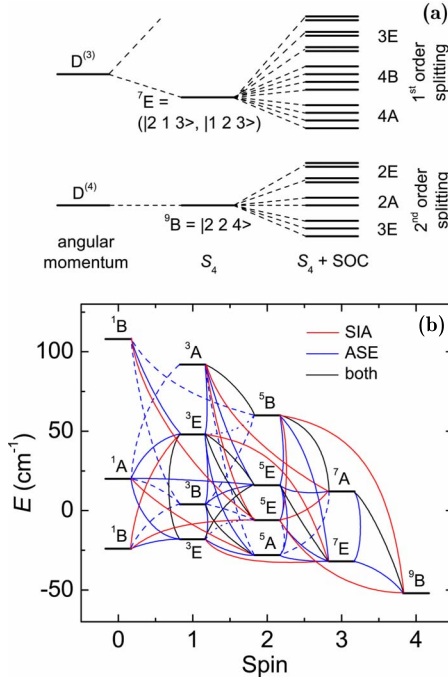 (a)
D(3)
3E
4B
4A
1st order splitting
7E =
(|2 1 3>, |1 2 3>)
D(4)
2E
2A
3E
2nd order splitting
9B = |2 2 4>
angular
momentum
S4
S4 + SOC
(b)
SIA
ASE
both
E (cm-1)
100
50
0
-50
1B
1A
1B
3A
3E
3B
3E
5B
5E
5E
5A
7A
7E
9B
0
1
2
3
4
Spin